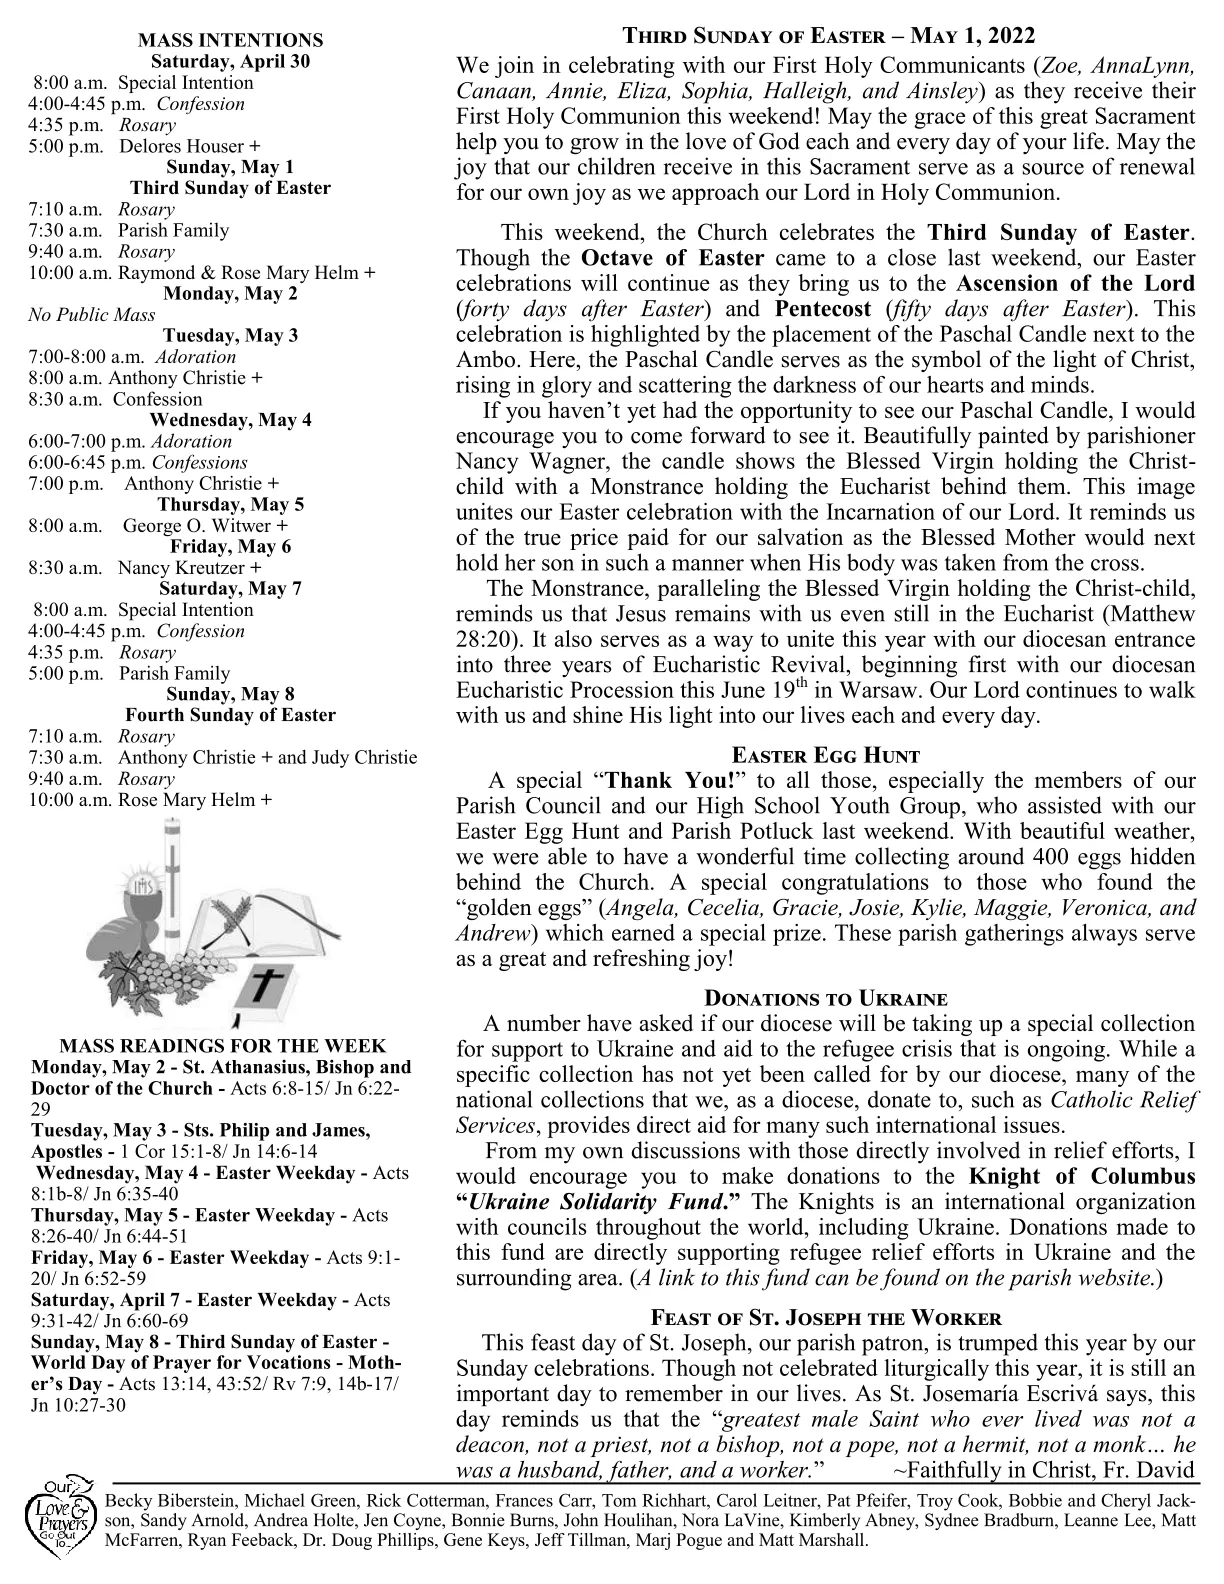 MASS INTENTIONS
Saturday, April 30
8:00 a.m. Special Intention
4:00-4:45 p.m. Confession
4:35 p.m. Rosary
5:00 p.m. Delores Houser +
Sunday, May 1
Third Sunday of Easter
7:10 a.m. Rosary
7:30 a.m. Parish Family
9:40 a.m. Rosary
10:00 a.m. Raymond & Rose Mary Helm +
Monday, May 2
No Public Mass
Tuesday, May 3
7:00-8:00 a.m. Adoration
8:00 a.m. Anthony Christie +
8:30 a.m. Confession
Wednesday, May 4
6:00-7:00 p.m. Adoration
6:00-6:45 p.m. Confessions
7:00 p.m. Anthony Christie +
Thursday, May 5
8:00 a.m. George O. Witwer +
Friday, May 6
8:30 a.m. Nancy Kreutzer +
Saturday, May 7
8:00 a.m. Special Intention
4:00-4:45 p.m. Confession
4:35 p.m. Rosary
5:00 p.m. Parish Family
Sunday, May 8
Fourth Sunday of Easter
7:10 a.m. Rosary
7:30 a.m. Anthony Christie + and Judy Christie
9:40 a.m. Rosary
10:00 a.m. Rose Mary Helm +
IHS
MASS READINGS FOR THE WEEK
Monday, May 2 - St. Athanasius, Bishop and
Doctor of the Church - Acts 6:8-15/ Jn 6:22-
29
Tuesday, May 3 - Sts. Philip and James,
Apostles - 1 Cor 15:1-8/ Jn 14:6-14
Wednesday, May 4 - Easter Weekday - Acts
8:1b-8/ Jn 6:35-40
Thursday, May 5 - Easter Weekday - Acts
8:26-40/ Jn 6:44-51
Friday, May 6 - Easter Weekday - Acts 9:1-
20/ Jn 6:52-59
Saturday, April 7 - Easter Weekday - Acts
9:31-42/ Jn 6:60-69
Sunday, May 8 - Third Sunday of Easter -
World Day of Prayer for Vocations - Moth-
er's Day - Acts 13:14, 43:52/ Rv 7:9, 14b-17/
Jn 10:27-30
THIRD SUNDAY OF EASTER – MAY 1, 2022
We join in celebrating with our First Holy Communicants (Zoe, AnnaLynn,
Canaan, Annie, Eliza, Sophia, Halleigh, and Ainsley) as they receive their
First Holy Communion this weekend! May the grace of this great Sacrament
help you to grow in the love of God each and every day of your life. May the
joy that our children receive in this Sacrament serve as a source of renewal
for our own joy as we approach our Lord in Holy Communion.
This weekend, the Church celebrates the Third Sunday of Easter.
Though the Octave of Easter came to a close last weekend, our Easter
celebrations will continue as they bring us to the Ascension of the Lord
(forty days after Easter) and Pentecost (fifty days after Easter). This
celebration is highlighted by the placement of the Paschal Candle next to the
Ambo. Here, the Paschal Candle serves as the symbol of the light of Christ,
rising in glory and scattering the darkness of our hearts and minds.
If you haven't yet had the opportunity to see our Paschal Candle, I would
encourage you to come forward to see it. Beautifully painted by parishioner
Nancy Wagner, the candle shows the Blessed Virgin holding the Christ-
child with a Monstrance holding the Eucharist behind them. This image
unites our Easter celebration with the Incarnation of our Lord. It reminds us
of the true price paid for our salvation as the Blessed Mother would next
hold her son in such a manner when His body was taken from the cross.
The Monstrance, paralleling the Blessed Virgin holding the Christ-child,
reminds us that Jesus remains with us even still in the Eucharist (Matthew
28:20). It also serves as a way to unite this year with our diocesan entrance
into three years of Eucharistic Revival, beginning first with our diocesan
Eucharistic Procession this June 19th in Warsaw. Our Lord continues to walk
with us and shine His light into our lives each and every day.
EASTER EGG HUNT
A special “Thank You!” to all those, especially the members of our
Parish Council and our High School Youth Group, who assisted with our
Easter Egg Hunt and Parish Potluck last weekend. With beautiful weather,
we were able to have a wonderful time collecting around 400 eggs hidden
behind the Church. A special congratulations to those who found the
“golden eggs” (Angela, Cecelia, Gracie, Josie, Kylie, Maggie, Veronica, and
Andrew) which earned a special prize. These parish gatherings always serve
as a great and refreshing joy!
DONATIONS TO UKRAINE
A number have asked if our diocese will be taking up a special collection
for support to Ukraine and aid to the refugee crisis that is ongoing. While a
specific collection has not yet been called for by our diocese, many of the
national collections that we, as a diocese, donate to, such as Catholic Relief
Services, provides direct aid for many such international issues.
From my own discussions with those directly involved in relief efforts, I
would encourage you to make donations to the Knight of Columbus
“Ukraine Solidarity Fund.” The Knights is an international organization
with councils throughout the world, including Ukraine. Donations made to
this fund are directly supporting refugee relief efforts in Ukraine and the
surrounding area. (A link to this fund can be found on the parish website.)
FEAST OF ST. JOSEPH THE WORKER
This feast day of St. Joseph, our parish patron, is trumped this year by our
Sunday celebrations. Though not celebrated liturgically this year, it is still an
important day to remember in our lives. As St. Josemaría Escrivá says, this
day reminds us that the “greatest male Saint who ever lived was not a
deacon, not a priest, not a bishop, not a pope, not a hermit, not a monk… he
was a husband, father, and a worker.” ~Faithfully in Christ, Fr. David
Our
Love &
Prayers
Go Out
To...
Becky Biberstein, Michael Green, Rick Cotterman, Frances Carr, Tom Richhart, Carol Leitner, Pat Pfeifer, Troy Cook, Bobbie and Cheryl Jack-
son, Sandy Arnold, Andrea Holte, Jen Coyne, Bonnie Burns, John Houlihan, Nora LaVine, Kimberly Abney, Sydnee Bradburn, Leanne Lee, Matt
McFarren, Ryan Feeback, Dr. Doug Phillips, Gene Keys, Jeff Tillman, Marj Pogue and Matt Marshall.